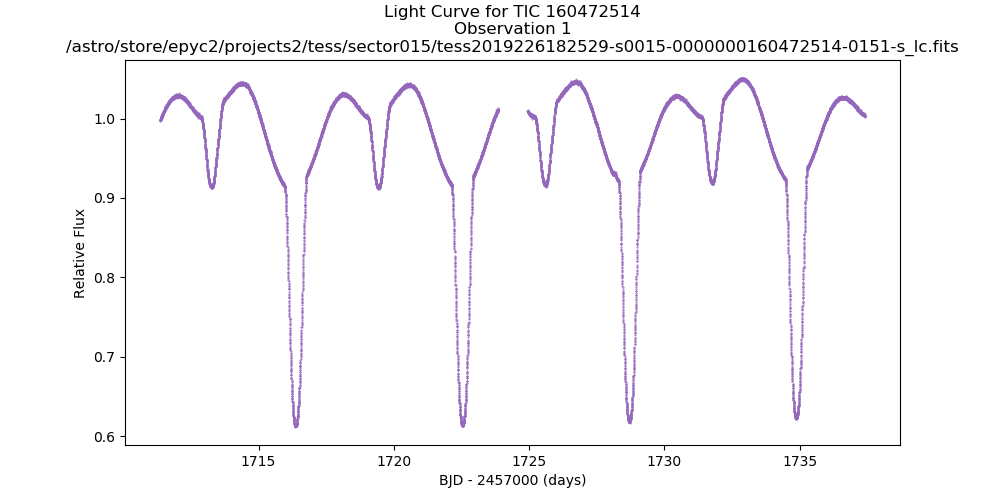 Light Curve for TIC 160472514
Observation 1
/astro/store/epyc2/projects2/tess/sector015/tess2019226182529-s0015-0000000160472514-0151-s_lc.fits
1.0
0.9
0.8
0.7
0.6
Relative Flux
1715
1720
1725
1730
1735
BJD - 2457000 (days)